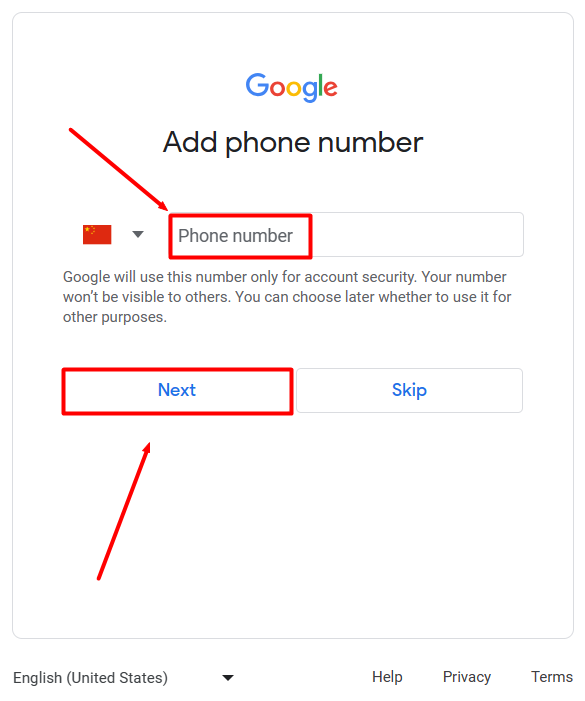 Google
Add phone number
Phone number
Google will use this number only for account security. Your number
won’t be visible to others. You can choose later whether to use it for
other purposes.
Next Skip
English (United States) Help Privacy Terms